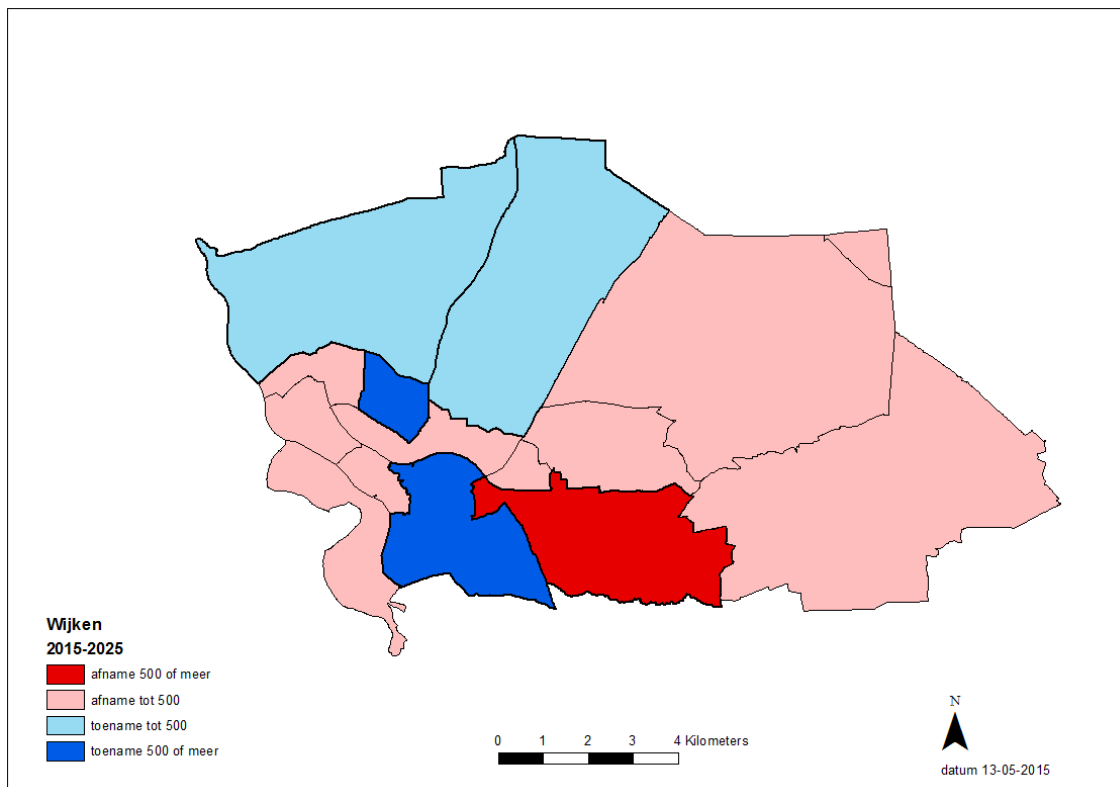 Wijken
2015-2025
afname 500 of meer
afname tot 500
toename tot 500
toename 500 of meer
0 1 2 3 4 Kilometers
N
datum 13-05-2015